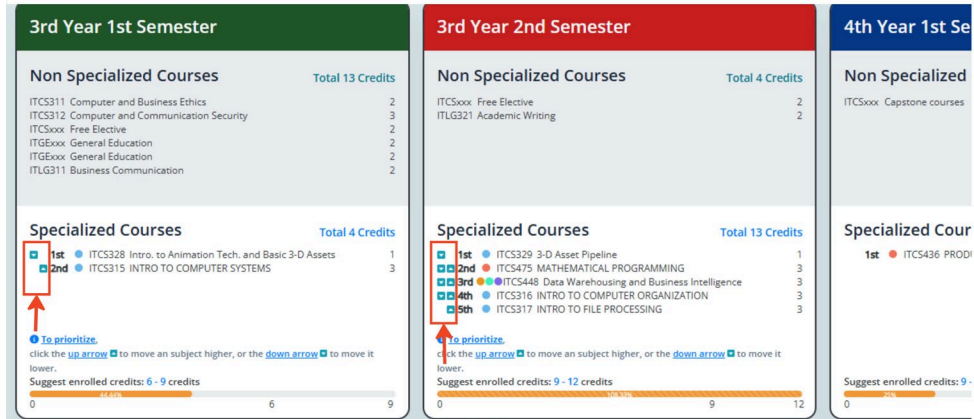 3rd Year 1st Semester
Non Specialized Courses Total 13 Credits
ITCS311 Computer and Business Ethics 2
ITCS312 Computer and Communication Security 3
ITCSxxx Free Elective 2
ITGExxx General Education 2
ITGExxx General Education 2
ITLG311 Business Communication 2
Specialized Courses Total 4 Credits
1st ITCS328 Intro. to Animation Tech. and Basic 3-D Assets 1
2nd ITCS315 INTRO TO COMPUTER SYSTEMS 3
To prioritize,
click the up arrow to move an subject higher, or the down arrow to move it
lower.
Suggest enrolled credits: 6 - 9 credits
44.44%
0 6 9
3rd Year 2nd Semester
Non Specialized Courses Total 4 Credits
ITCSxxx Free Elective 2
ITLG321 Academic Writing 2
Specialized Courses Total 13 Credits
1st ITCS329 3-D Asset Pipeline 1
2nd ITCS475 MATHEMATICAL PROGRAMMING 3
3rd ITCS448 Data Warehousing and Business Intelligence 3
4th ITCS316 INTRO TO COMPUTER ORGANIZATION 3
5th ITCS317 INTRO TO FILE PROCESSING 3
To prioritize,
click the up arrow to move an subject higher, or the down arrow to move it
lower.
Suggest enrolled credits: 9 - 12 credits
108.33%
0 9 12
4th Year 1st Se
Non Specialized
ITCSxxx Capstone courses
Specialized Cour
1st ITCS436 PROD
Suggest enrolled credits: 9 -
25%
0